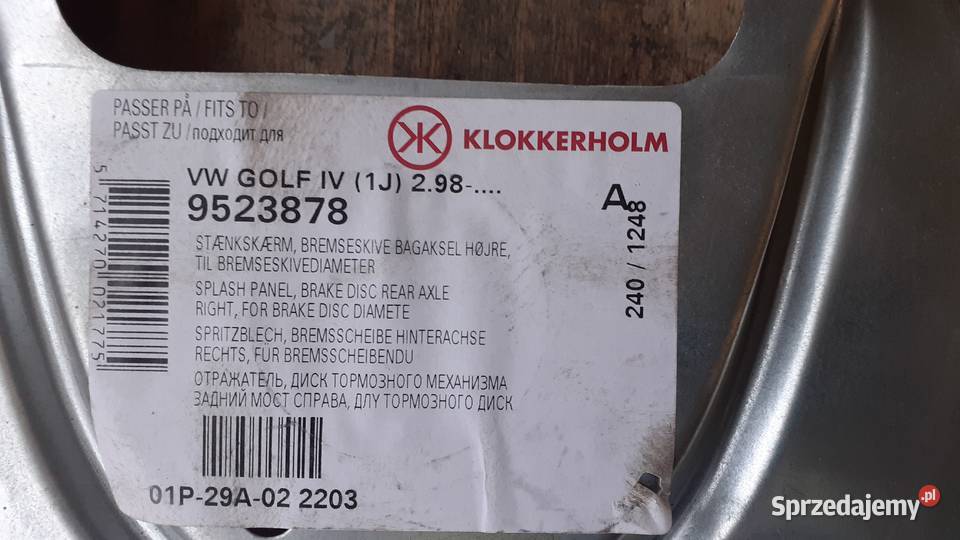 PASSER PÅ / FITS TO /
PASST ZU / подходит для
KLOKKERHOLM
VW GOLF IV (1J) 2.98-....
9523878
A
240 / 1248
STÆNKSKÆRM, BREMSESKIVE BAGAKSEL HØJRE,
TIL BREMSESKIVEDIAMETER
SPLASH PANEL, BRAKE DISC REAR AXLE
RIGHT, FOR BRAKE DISC DIAMETE
SPRITZBLECH, BREMSSCHEIBE HINTERACHSE
RECHTS, FÜR BREMSSCHEIBENDU
ОТРАЖАТЕЛЬ, ДИСК ТОРМОЗНОГО МЕХАНИЗМА
ЗАДНИЙ МОСТ СПРАВА, ДЛУ ТОРМОЗНОГО ДИСК
5 714270 021775
01P-29A-02 2203
Sprzedajemy.pl